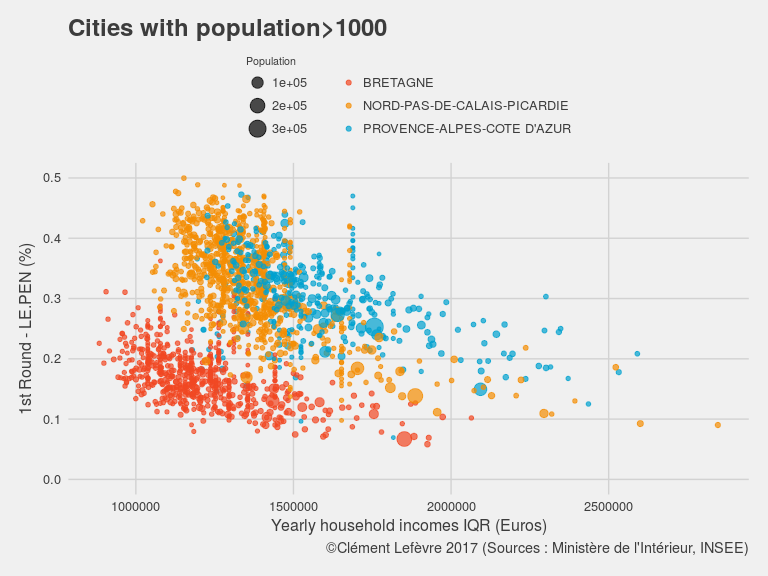 Cities with population>1000
Population
1e+05
2e+05
3e+05
BRETAGNE
NORD-PAS-DE-CALAIS-PICARDIE
PROVENCE-ALPES-COTE D'AZUR
1st Round - LE.PEN (%)
0.5
0.4
0.3
0.2
0.1
0.0
1000000 1500000 2000000 2500000
Yearly household incomes IQR (Euros)
©Clément Lefèvre 2017 (Sources : Ministère de l'Intérieur, INSEE)